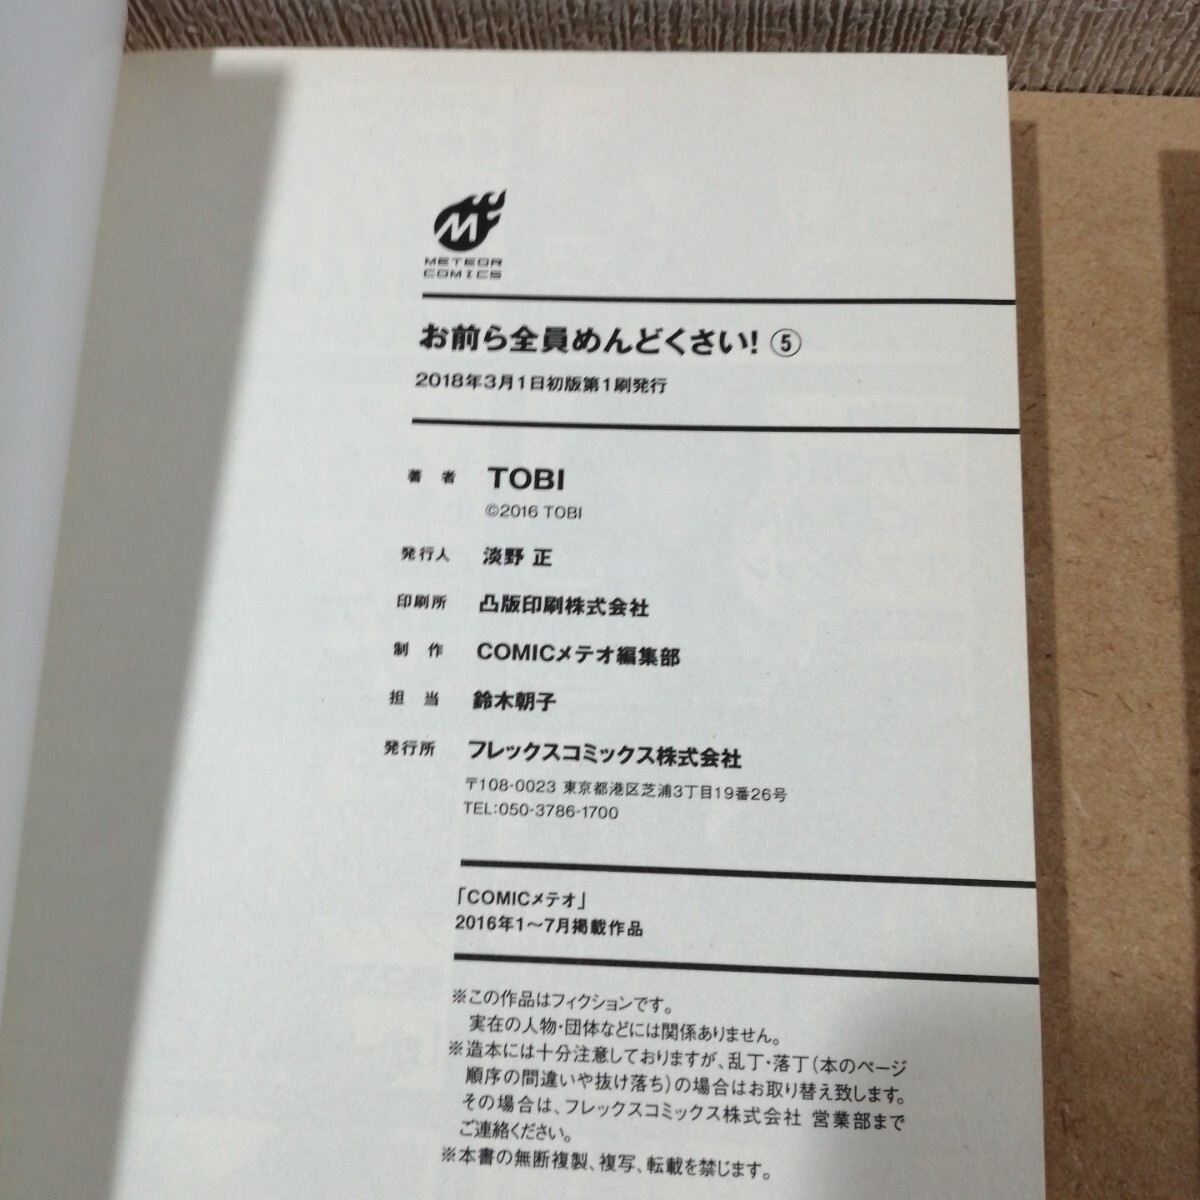 METEOR
COMICS
お前ら全員めんどくさい! ⑤
2018年3月1日初版第1刷発行
著者 TOBI
©2016 TOBI
発行人 淡野 正
印刷所 凸版印刷株式会社
制作 COMICメテオ編集部
担当 鈴木朝子
発行所 フレックスコミックス株式会社
〒108-0023 東京都港区芝浦3丁目19番26号
TEL:050-3786-1700
「COMICメテオ」
2016年1〜7月掲載作品
※この作品はフィクションです。
実在の人物・団体などには関係ありません。
※造本には十分注意しておりますが、乱丁・落丁(本のページ
順序の間違いや抜け落ち)の場合はお取り替え致します。
その場合は、フレックスコミックス株式会社 営業部まで
ご連絡ください。
※本書の無断複製、複写、転載を禁じます。